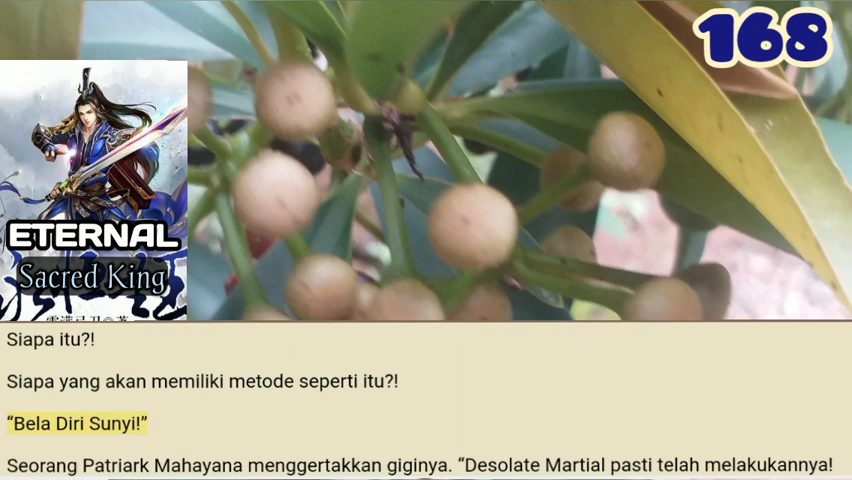 168
ETERNAL
Sacred King
Siapa itu?!
Siapa yang akan memiliki metode seperti itu?!
“Bela Diri Sunyi!”
Seorang Patriark Mahayana menggertakkan giginya. “Desolate Martial pasti telah melakukannya!